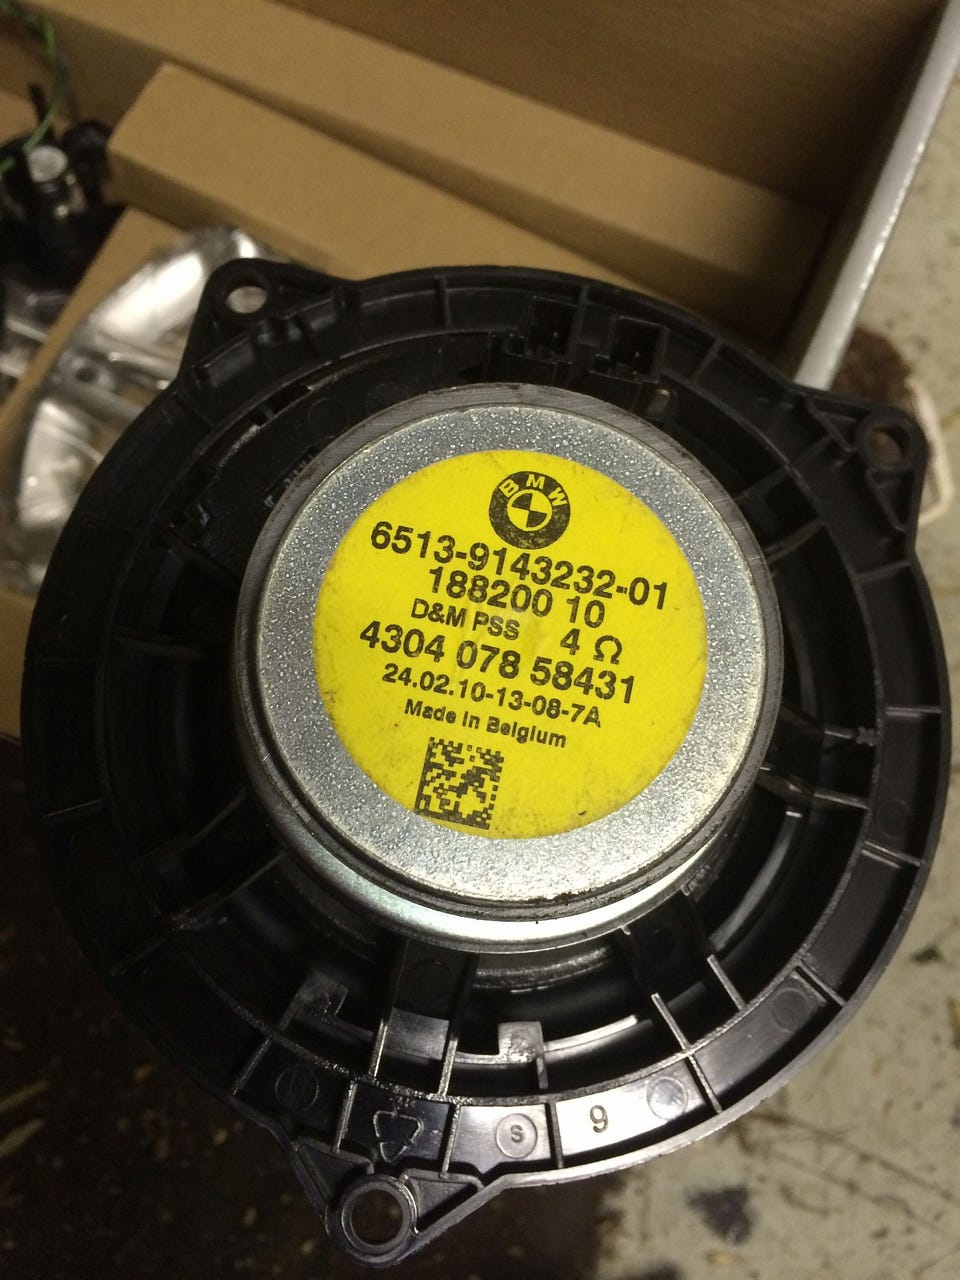 BMW
6513-9143232-01
188200 10
D&M PSS 4 Ω
4304 078 58431
24.02.10-13-08-7A
Made in Belgium
S
9